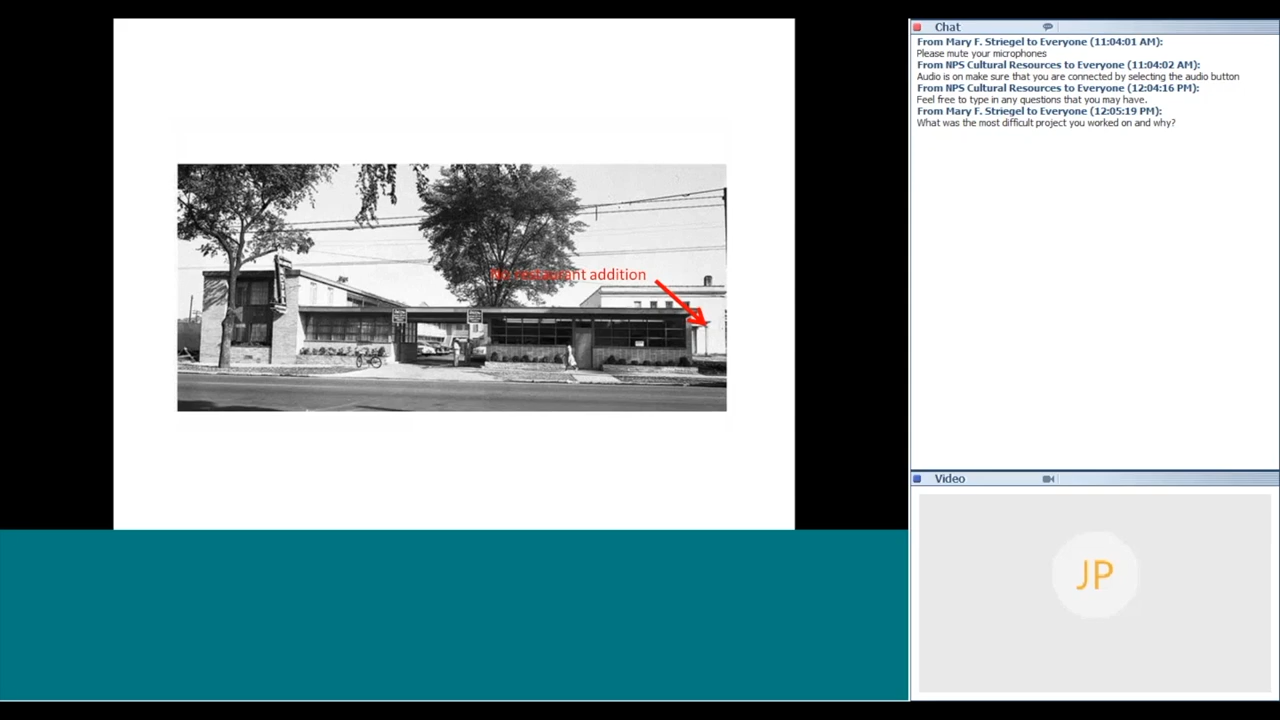 No restaurant addition
Chat
From Mary F. Striegel to Everyone (11:04:01 AM):
Please mute your microphones
From NPS Cultural Resources to Everyone (11:04:02 AM):
Audio is on make sure that you are connected by selecting the audio button
From NPS Cultural Resources to Everyone (12:04:16 PM):
Feel free to type in any questions that you may have.
From Mary F. Striegel to Everyone (12:05:19 PM):
What was the most difficult project you worked on and why?
Video
JP